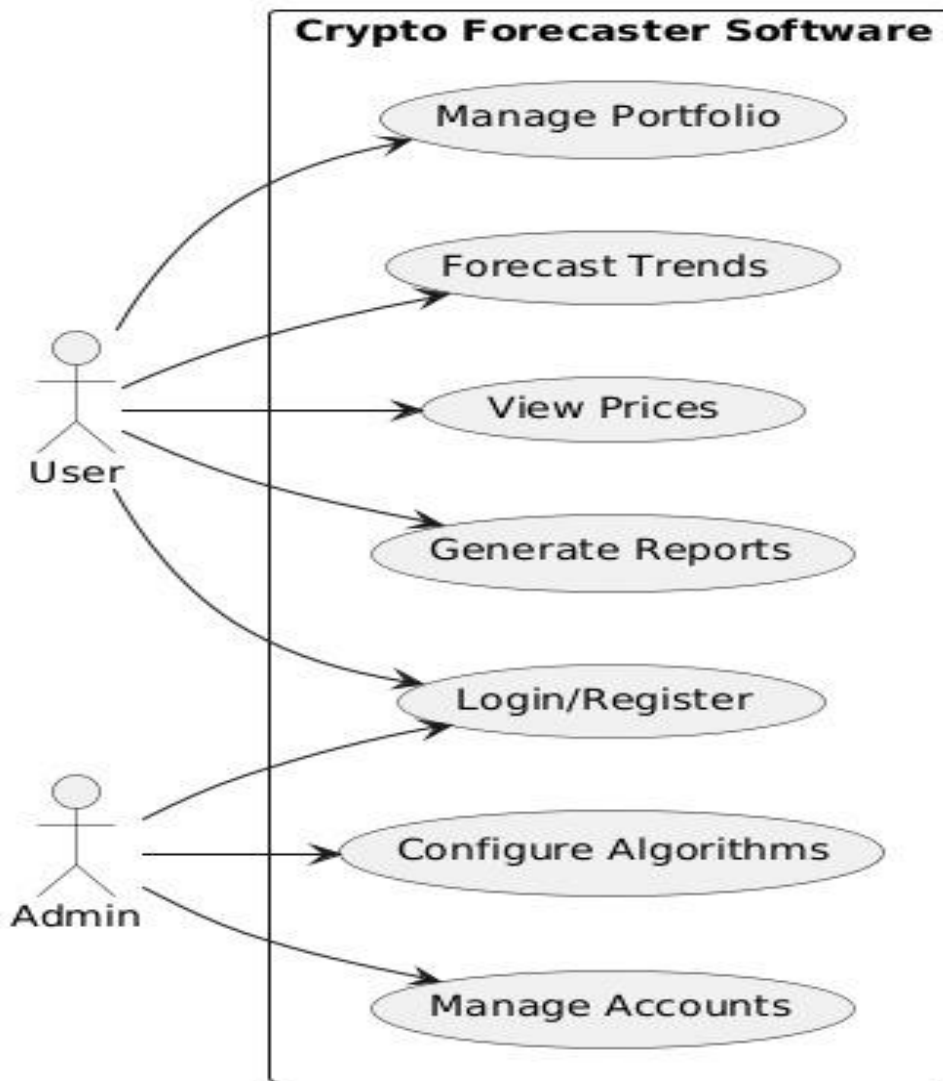 Crypto Forecaster Software
Manage Portfolio
Forecast Trends
View Prices
User
Generate Reports
Login/Register
Configure Algorithms
Admin
Manage Accounts